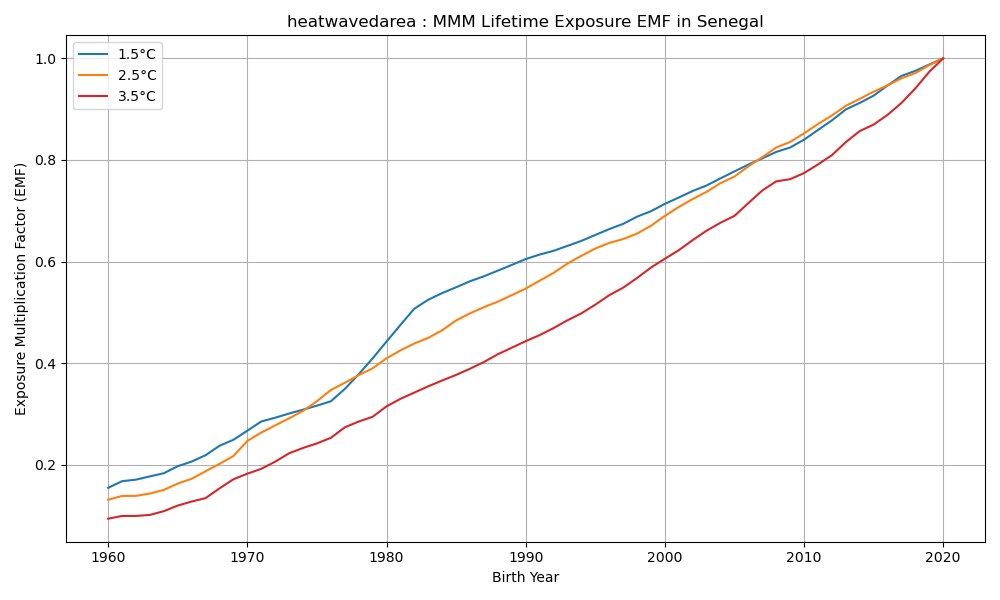 heatwavedarea : MMM Lifetime Exposure EMF in Senegal
1.5°C
2.5°C
3.5°C
Exposure Multiplication Factor (EMF)
1.0
0.8
0.6
0.4
0.2
1960 1970 1980 1990 2000 2010 2020
Birth Year